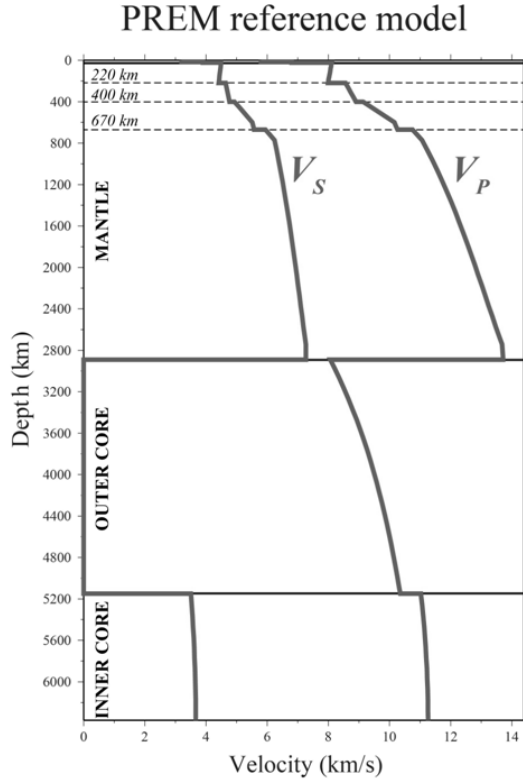 PREM reference model
0
220 km
400
400 km
670 km
800
V_S
V_P
1200
MANTLE
1600
2000
2400
2800
Depth (km)
3200
3600
OUTER CORE
4000
4400
4800
5200
5600
INNER CORE
6000
0 2 4 6 8 10 12 14
Velocity (km/s)